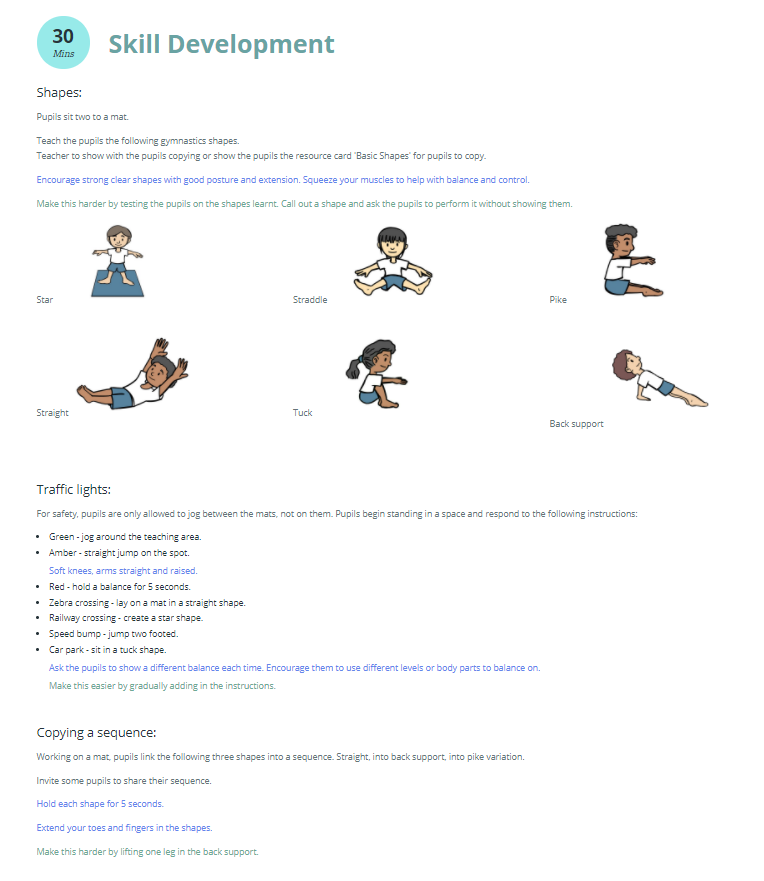 30
Mins
Skill Development
Shapes:
Pupils sit two to a mat.
Teach the pupils the following gymnastics shapes.
Teacher to show with the pupils copying or show the pupils the resource card 'Basic Shapes' for pupils to copy.
Encourage strong clear shapes with good posture and extension. Squeeze your muscles to help with balance and control.
Make this harder by testing the pupils on the shapes learnt. Call out a shape and ask the pupils to perform it without showing them.
Star
Straddle
Pike
Straight
Tuck
Back support
Traffic lights:
For safety, pupils are only allowed to jog between the mats, not on them. Pupils begin standing in a space and respond to the following instructions:
• Green - jog around the teaching area.
• Amber - straight jump on the spot.
Soft knees, arms straight and raised.
• Red - hold a balance for 5 seconds.
• Zebra crossing - lay on a mat in a straight shape.
• Railway crossing - create a star shape.
• Speed bump - jump two footed.
• Car park - sit in a tuck shape.
Ask the pupils to show a different balance each time. Encourage them to use different levels or body parts to balance on.
Make this easier by gradually adding in the instructions.
Copying a sequence:
Working on a mat, pupils link the following three shapes into a sequence. Straight, into back support, into pike variation.
Invite some pupils to share their sequence.
Hold each shape for 5 seconds.
Extend your toes and fingers in the shapes.
Make this harder by lifting one leg in the back support.